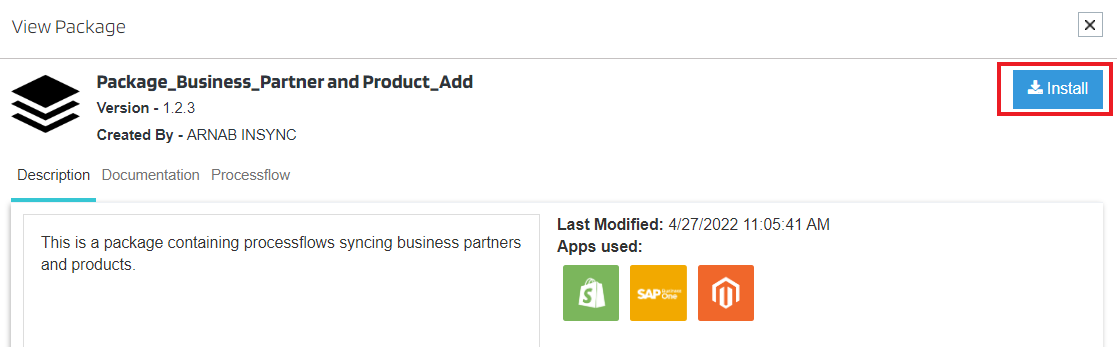 View Package
Package_Business_Partner and Product_Add
Version - 1.2.3
Created By - ARNAB INSYNC
Install
Description Documentation Processflow
This is a package containing processflows syncing business partners
and products.
Last Modified: 4/27/2022 11:05:41 AM
Apps used:
SAP Business One